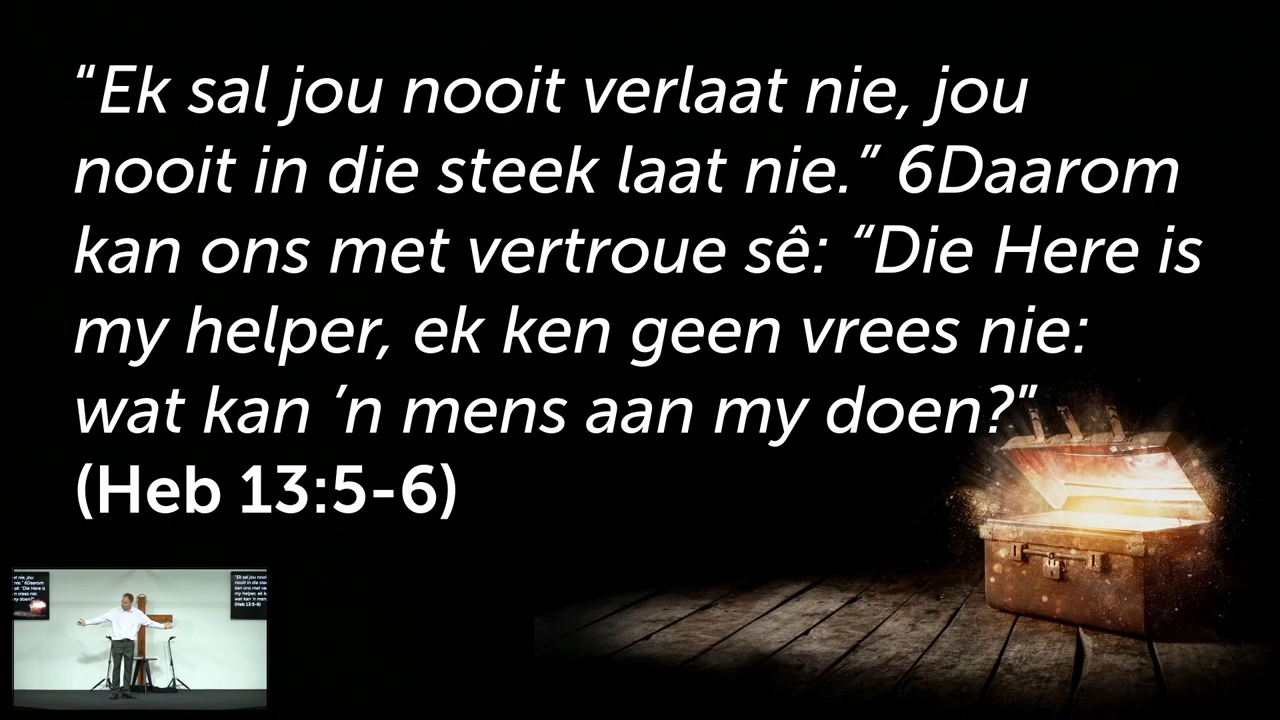 “Ek sal jou nooit verlaat nie, jou
nooit in die steek laat nie.” 6Daarom
kan ons met vertroue sê: “Die Here is
my helper, ek ken geen vrees nie:
wat kan ’n mens aan my doen?”
(Heb 13:5-6)